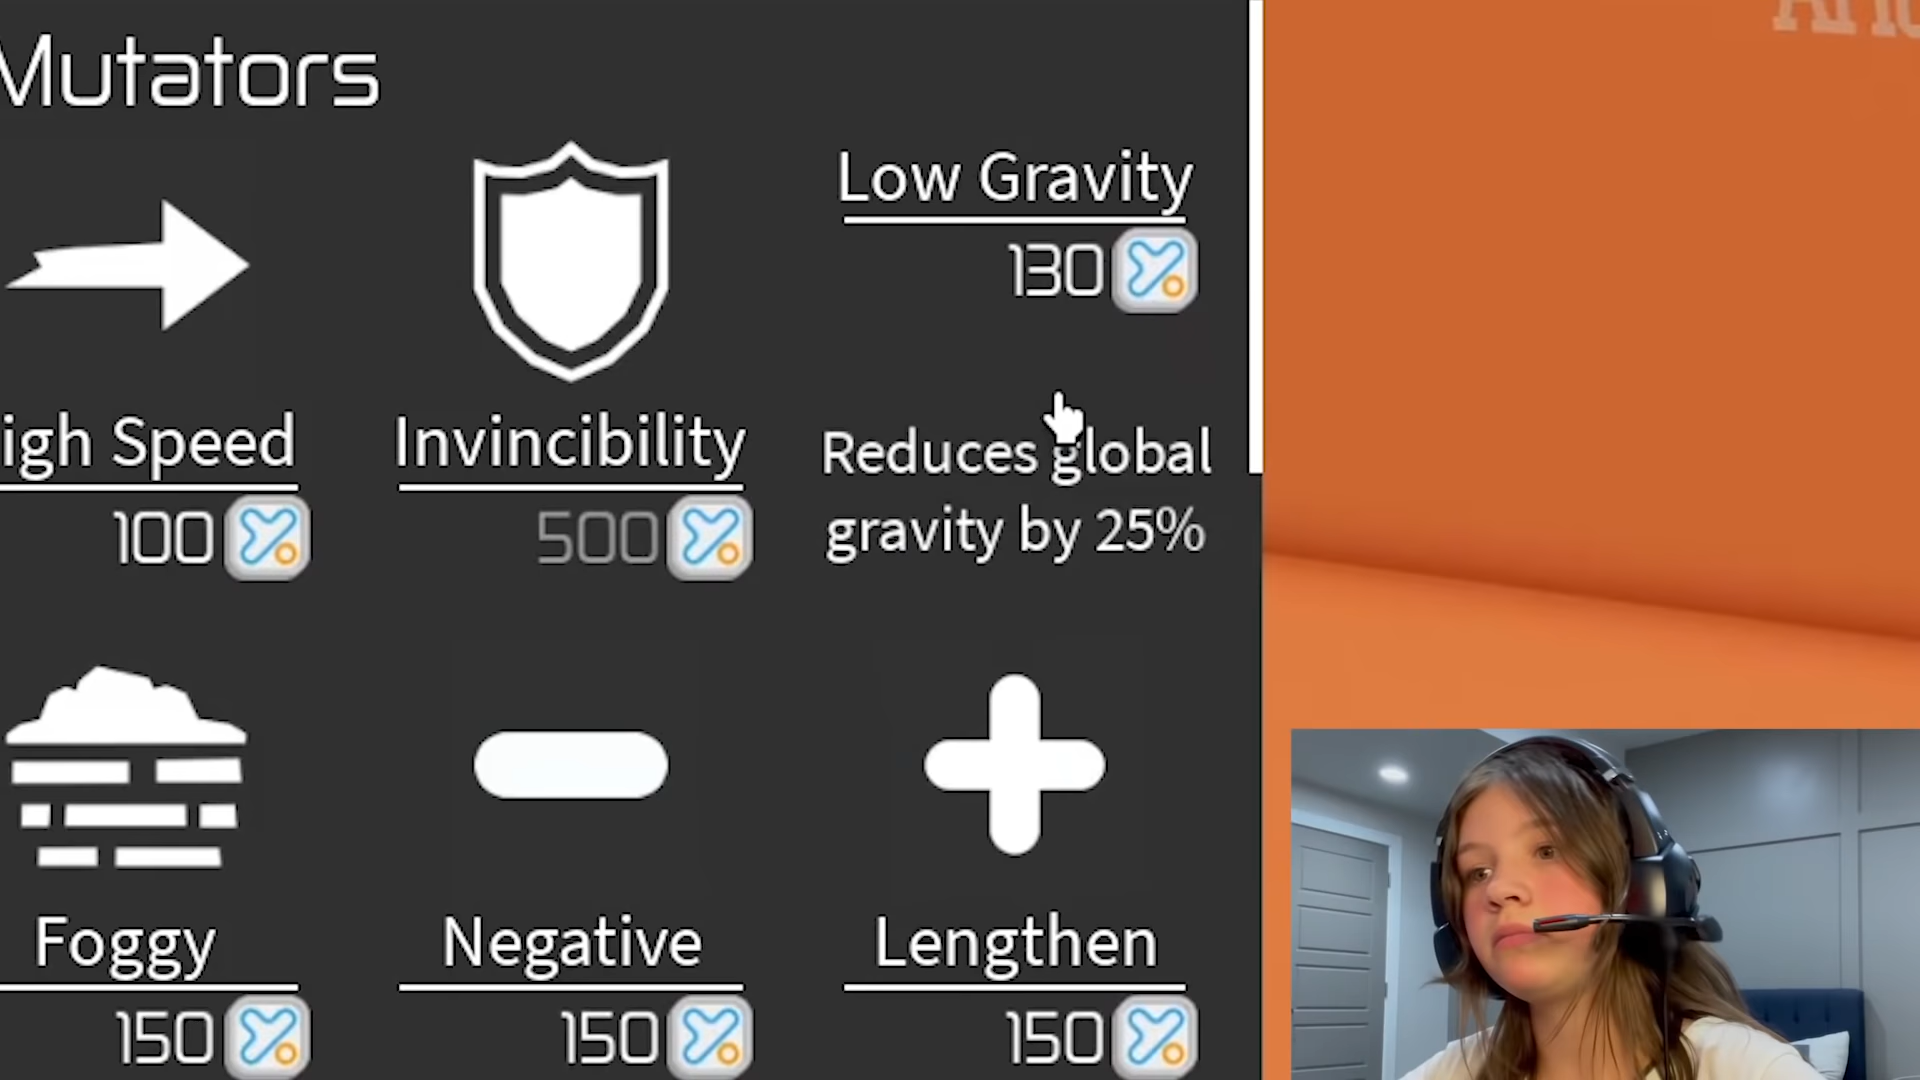 Mutators
Low Gravity
130
igh Speed
Invincibility
Reduces global
gravity by 25%
100
500
Foggy
Negative
Lengthen
150
150
150